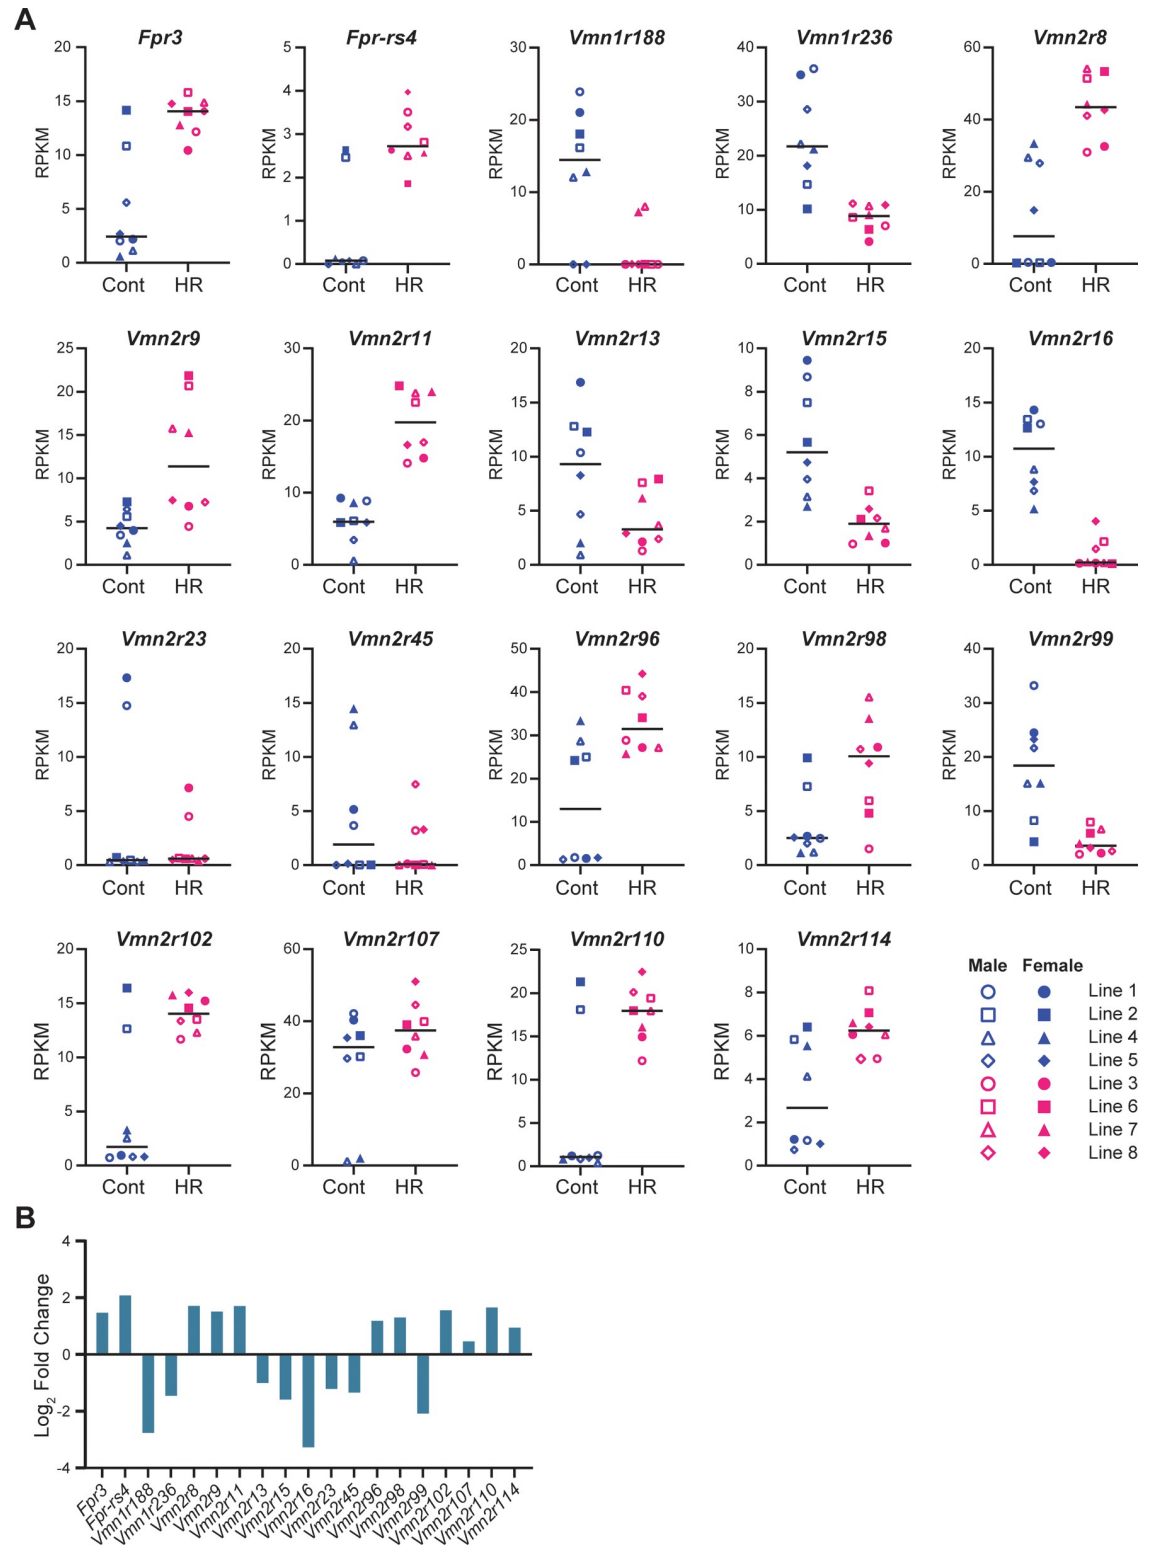 A
Fpr3
Fpr-rs4
Vmn1r188
Vmn1r236
Vmn2r8
RPKM
20
15
10
5
0
Cont HR
RPKM
5
4
3
2
1
0
Cont HR
RPKM
30
20
10
0
Cont HR
RPKM
40
30
20
10
0
Cont HR
RPKM
60
40
20
0
Cont HR
Vmn2r9
Vmn2r11
Vmn2r13
Vmn2r15
Vmn2r16
RPKM
25
20
15
10
5
0
Cont HR
RPKM
30
20
10
0
Cont HR
RPKM
20
15
10
5
0
Cont HR
RPKM
10
8
6
4
2
0
Cont HR
RPKM
20
15
10
5
0
Cont HR
Vmn2r23
Vmn2r45
Vmn2r96
Vmn2r98
Vmn2r99
RPKM
20
15
10
5
0
Cont HR
RPKM
20
15
10
5
0
Cont HR
RPKM
50
40
30
20
10
0
Cont HR
RPKM
20
15
10
5
0
Cont HR
RPKM
40
30
20
10
0
Cont HR
Vmn2r102
Vmn2r107
Vmn2r110
Vmn2r114
RPKM
20
15
10
5
0
Cont HR
RPKM
60
40
20
0
Cont HR
RPKM
25
20
15
10
5
0
Cont HR
RPKM
10
8
6
4
2
0
Cont HR
Male Female
Line 1
Line 2
Line 4
Line 5
Line 3
Line 6
Line 7
Line 8
B
Log2 Fold Change
4
2
0
-2
-4
Fpr3
Fpr-rs4
Vmn1r188
Vmn1r236
Vmn2r8
Vmn2r9
Vmn2r11
Vmn2r13
Vmn2r15
Vmn2r16
Vmn2r23
Vmn2r45
Vmn2r96
Vmn2r98
Vmn2r99
Vmn2r102
Vmn2r107
Vmn2r110
Vmn2r114